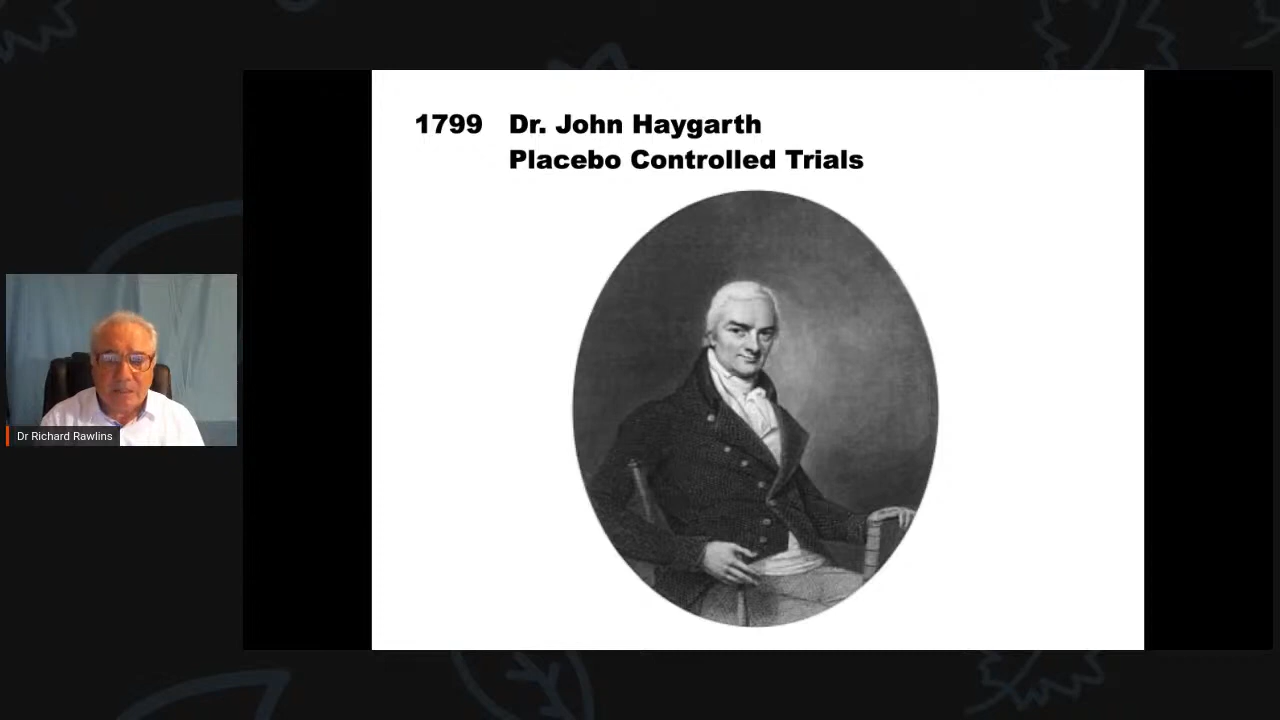 1799 Dr. John Haygarth
Placebo Controlled Trials
Dr Richard Rawlins